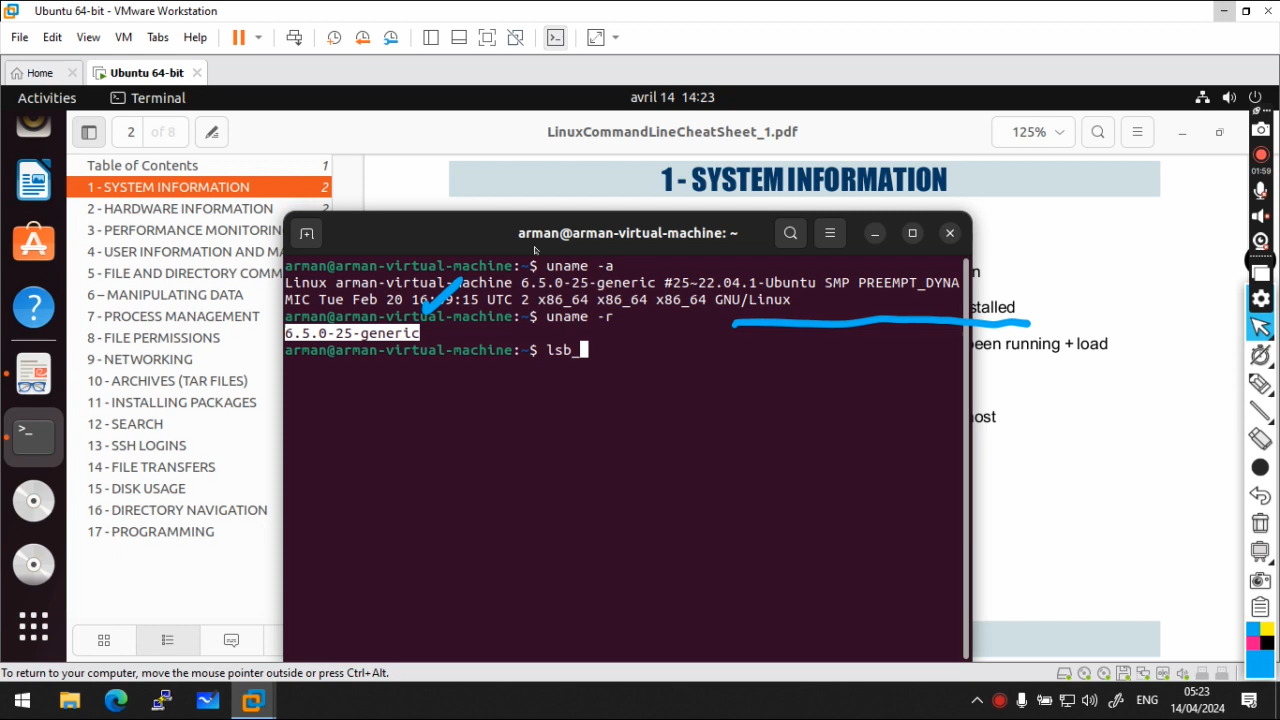 Ubuntu 64-bit - VMware Workstation
File Edit View VM Tabs Help
Home Ubuntu 64-bit
Activities Terminal avril 14 14:23
2 of 8 LinuxCommandLineCheatSheet_1.pdf 125%
Table of Contents 1
1 - SYSTEM INFORMATION 2
2 - HARDWARE INFORMATION 2
3 - PERFORMANCE MONITORIN
4 - USER INFORMATION AND MA
5 - FILE AND DIRECTORY COMM
6 – MANIPULATING DATA
7 - PROCESS MANAGEMENT
8 - FILE PERMISSIONS
9 - NETWORKING
10 - ARCHIVES (TAR FILES)
11 - INSTALLING PACKAGES
12 - SEARCH
13 - SSH LOGINS
14 - FILE TRANSFERS
15 - DISK USAGE
16 - DIRECTORY NAVIGATION
17 - PROGRAMMING
1 - SYSTEM INFORMATION
on
stalled
been running + load
ost
arman@arman-virtual-machine: ~
arman@arman-virtual-machine:~$ uname -a
Linux arman-virtual-machine 6.5.0-25-generic #25~22.04.1-Ubuntu SMP PREEMPT_DYNA
MIC Tue Feb 20 16:09:15 UTC 2 x86_64 x86_64 x86_64 GNU/Linux
arman@arman-virtual-machine:~$ uname -r
6.5.0-25-generic
arman@arman-virtual-machine:~$ lsb_
01:59
To return to your computer, move the mouse pointer outside or press Ctrl+Alt.
ENG
05:23
14/04/2024